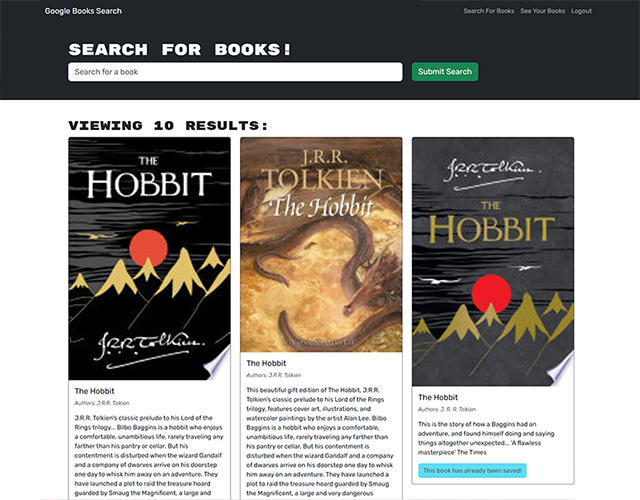 Google Books Search
Search For Books See Your Books Logout
SEARCH FOR BOOKS!
Search for a book
Submit Search
VIEWING 10 RESULTS:
THE
HOBBIT
J.R.R. Tolkien
The Hobbit
Authors: J.R.R. Tolkien
J.R.R. Tolkien's classic prelude to his Lord of the
Rings trilogy... Bilbo Baggins is a hobbit who enjoys
a comfortable, unambitious life, rarely traveling any
farther than his pantry or cellar. But his
contentment is disturbed when the wizard Gandalf
and a company of dwarves arrive on his doorstep
one day to whisk him away on an adventure. They
have launched a plot to raid the treasure hoard
guarded by Smaug the Magnificent, a large and
J.R.R.
TOLKIEN
The Hobbit
ALAN LEE
The Hobbit
Authors: J.R.R. Tolkien
This beautiful gift edition of The Hobbit, J.R.R.
Tolkien's classic prelude to his Lord of the Rings
trilogy, features cover art, illustrations, and
watercolor paintings by the artist Alan Lee. Bilbo
Baggins is a hobbit who enjoys a comfortable,
unambitious life, rarely traveling any farther than
his pantry or cellar. But his contentment is
disturbed when the wizard Gandalf and a company
of dwarves arrive on his doorstep one day to whisk
him away on an adventure. They have launched a
plot to raid the treasure hoard guarded by Smaug
the Magnificent, a large and very dangerous
J.R.R. Tolkien
THE
HOBBIT
The Hobbit
Authors: J. R. R. Tolkien
This is the story of how a Baggins had an
adventure, and found himself doing and saying
things altogether unexpected... 'A flawless
masterpiece' The Times
This book has already been saved!